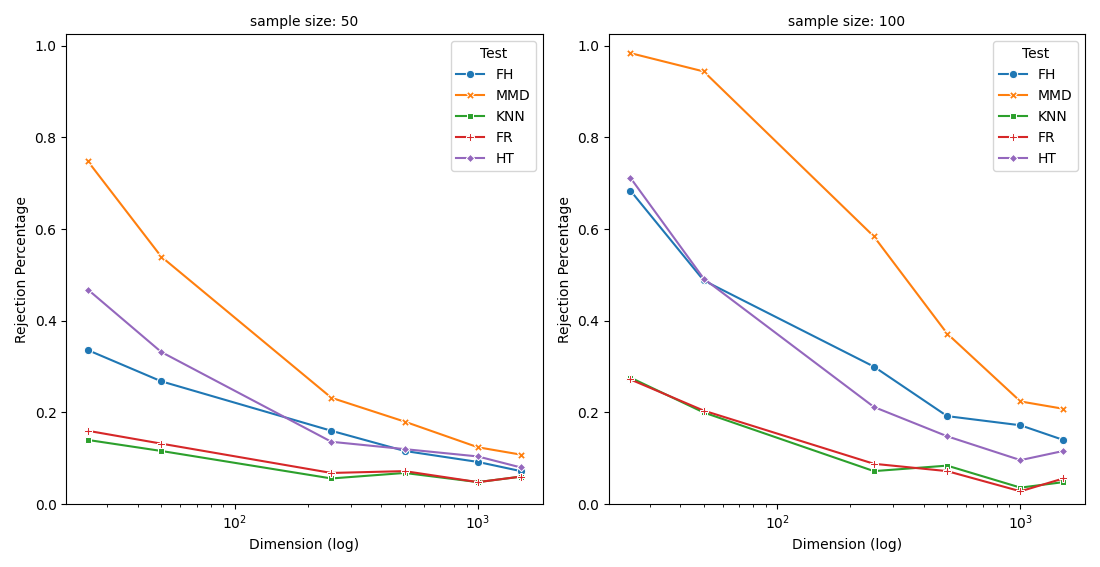 sample size: 50
Rejection Percentage
1.0
0.8
0.6
0.4
0.2
0.0
Test
FH
MMD
KNN
FR
HT
10²
10³
Dimension (log)
sample size: 100
Rejection Percentage
1.0
0.8
0.6
0.4
0.2
0.0
Test
FH
MMD
KNN
FR
HT
10²
10³
Dimension (log)